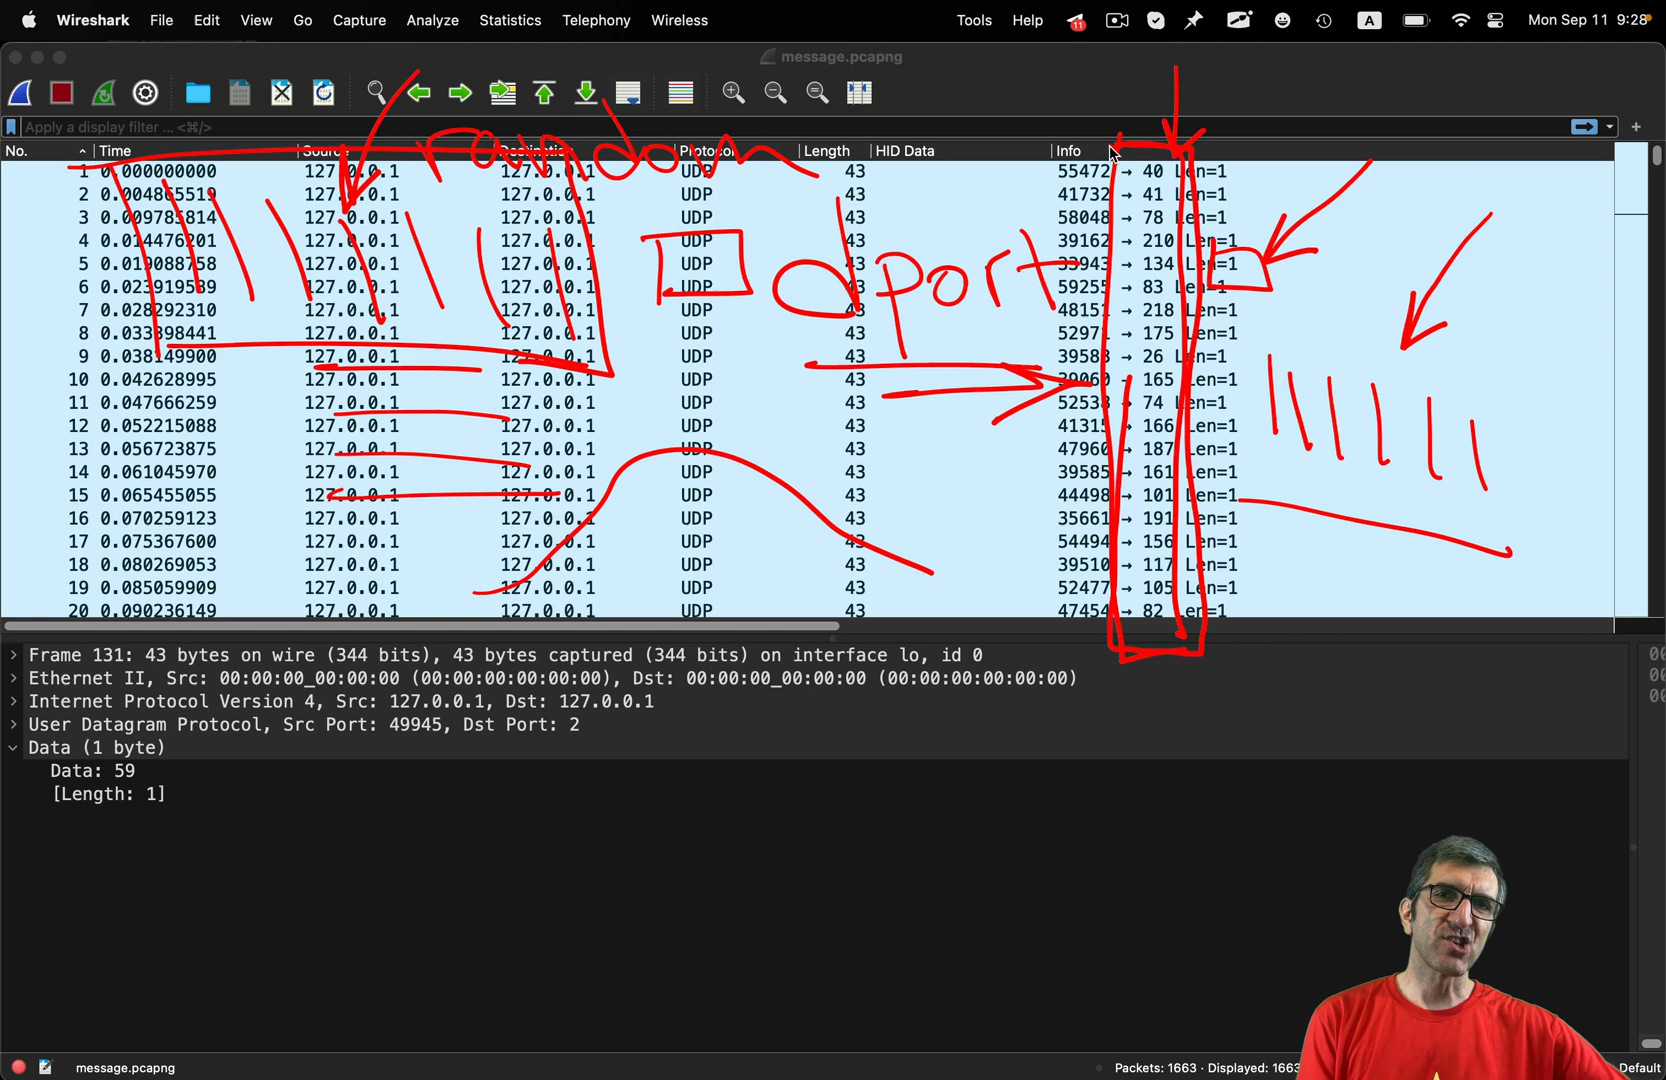 Wireshark File Edit View Go Capture Analyze Statistics Telephony Wireless Tools Help 11 A Mon Sep 11 9:28
message.pcapng
Apply a display filter ... <⌘/>
No. Time Source Destination Protocol Length HID Data Info
random
1 0.000000000 127.0.0.1 127.0.0.1 UDP 43 55472 → 40 Len=1
2 0.004865519 127.0.0.1 127.0.0.1 UDP 43 41732 → 41 Len=1
3 0.009785814 127.0.0.1 127.0.0.1 UDP 43 58048 → 78 Len=1
4 0.014476201 127.0.0.1 127.0.0.1 UDP 43 39162 → 210 Len=1
5 0.019088758 127.0.0.1 127.0.0.1 UDP 43 33943 → 134 Len=1
dport
6 0.023919589 127.0.0.1 127.0.0.1 UDP 43 59255 → 83 Len=1
7 0.028292310 127.0.0.1 127.0.0.1 UDP 43 48151 → 218 Len=1
8 0.033398441 127.0.0.1 127.0.0.1 UDP 43 52971 → 175 Len=1
9 0.038149900 127.0.0.1 127.0.0.1 UDP 43 39583 → 26 Len=1
10 0.042628995 127.0.0.1 127.0.0.1 UDP 43 39060 → 165 Len=1
11 0.047666259 127.0.0.1 127.0.0.1 UDP 43 52538 → 74 Len=1
12 0.052215088 127.0.0.1 127.0.0.1 UDP 43 41315 → 166 Len=1
13 0.056723875 127.0.0.1 127.0.0.1 UDP 43 47960 → 187 Len=1
14 0.061045970 127.0.0.1 127.0.0.1 UDP 43 39585 → 161 Len=1
15 0.065455055 127.0.0.1 127.0.0.1 UDP 43 44498 → 101 Len=1
16 0.070259123 127.0.0.1 127.0.0.1 UDP 43 35661 → 191 Len=1
17 0.075367600 127.0.0.1 127.0.0.1 UDP 43 54494 → 156 Len=1
18 0.080269053 127.0.0.1 127.0.0.1 UDP 43 39510 → 117 Len=1
19 0.085059909 127.0.0.1 127.0.0.1 UDP 43 52477 → 105 Len=1
20 0.090236149 127.0.0.1 127.0.0.1 UDP 43 47454 → 82 Len=1
Frame 131: 43 bytes on wire (344 bits), 43 bytes captured (344 bits) on interface lo, id 0
Ethernet II, Src: 00:00:00_00:00:00 (00:00:00:00:00:00), Dst: 00:00:00_00:00:00 (00:00:00:00:00:00)
Internet Protocol Version 4, Src: 127.0.0.1, Dst: 127.0.0.1
User Datagram Protocol, Src Port: 49945, Dst Port: 2
Data (1 byte)
Data: 59
[Length: 1]
message.pcapng Packets: 1663 · Displayed: 1663 Default